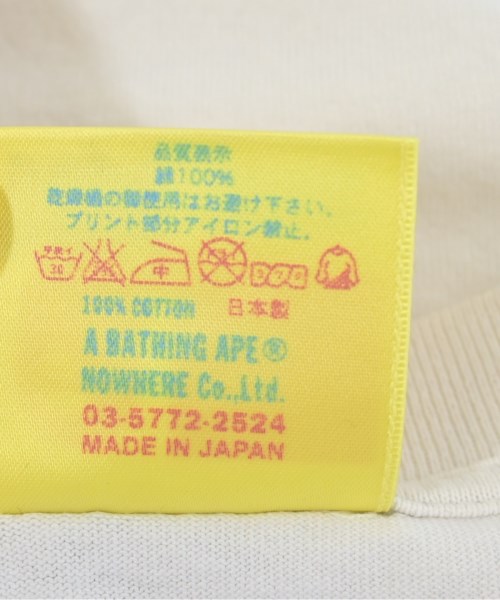 品質表示
綿100%
乾燥機の御使用はお避け下さい。
プリント部分アイロン禁止。
30 中
100% COTTON 日本製
A BATHING APE®
NOWHERE Co.,Ltd.
03-5772-2524
MADE IN JAPAN